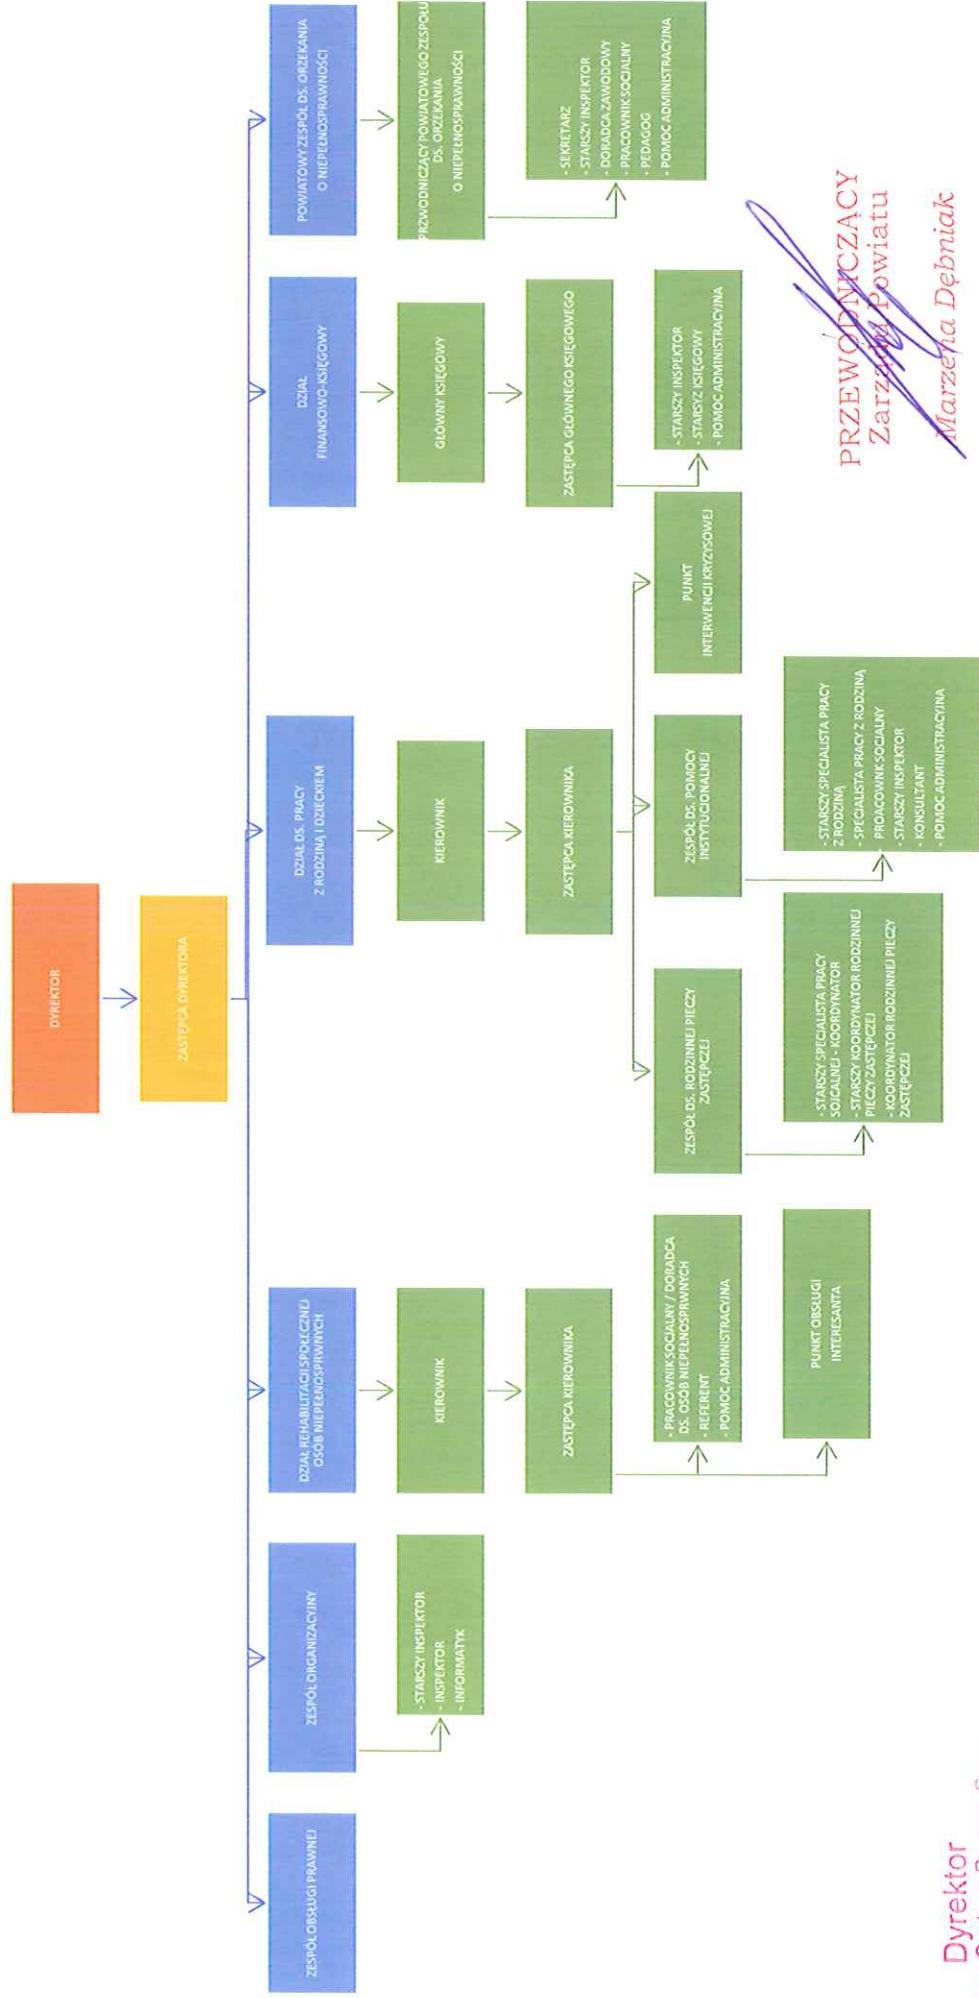 DYREKTOR
ZASTĘPCA DYREKTORA
ZESPÓŁ OBSŁUGI PRAWNEJ
ZESPÓŁ ORGANIZACYJNY
- STARSZY INSPEKTOR
- INSPEKTOR
- INFORMATYK
DZIAŁ REHABILITACJI SPOŁECZNEJ
OSÓB NIEPEŁNOSPRWNYCH
KIEROWNIK
ZASTĘPCA KIEROWNIKA
- PRACOWNIK SOCJALNY / DORADCA
DS. OSÓB NIEPEŁNOSPRWNYCH
- REFERENT
- POMOC ADMINISTRACYJNA
PUNKT OBSŁUGI
INTERESANTA
DZIAŁ DS. PRACY
Z RODZINĄ I DZIECKIEM
KIEROWNIK
ZASTĘPCA KIEROWNIKA
ZESPÓŁ DS. RODZINNEJ PIECZY
ZASTĘPCZEJ
- STARSZY SPECJALISTA PRACY
SOJCALNEJ - KOORDYNATOR
- STARSZY KOORDYNATOR RODZINNEJ
PIECZY ZASTĘPCZEJ
- KOORDYNATOR RODZINNEJ PIECZY
ZASTĘPCZEJ
ZESPÓŁ DS. POMOCY
INSTYTUCJONALNEJ
- STARSZY SPECJALISTA PRACY
Z RODZINĄ
- SPECJALISTA PRACY Z RODZINĄ
- PROACOWNK SOCJALNY
- STARSZY INSPEKTOR
- KONSULTANT
- POMOC ADMINISTRACYJNA
PUNKT
INTERWENCJI KRYZYSOWEJ
DZIAŁ
FINANSOWO-KSIĘGOWY
GŁÓWNY KSIĘGOWY
ZASTĘPCA GŁÓWNEGO KSIĘGOWEGO
- STARSZY INSPEKTOR
- STARSYZ KSIĘGOWY
- POMOC ADMINISTRACYJNA
POWIATOWY ZESPÓŁ DS. ORZEKANIA
O NIEPEŁNOSPRAWNOŚCI
PRZWODNICZĄCY POWIATOWEGO ZESPOŁU
DS. ORZEKANIA
O NIEPEŁNOSPRAWNOŚCI
- SEKRETARZ
- STARSZY INSPEKTOR
- DORADCA ZAWODOWY
- PRACOWNIK SOCJALNY
- PEDAGOG
- POMOC ADMINISTRACYJNA
PRZEWODNICZĄCY
Zarządu Powiatu
Marzena Dębniak
Dyrektor